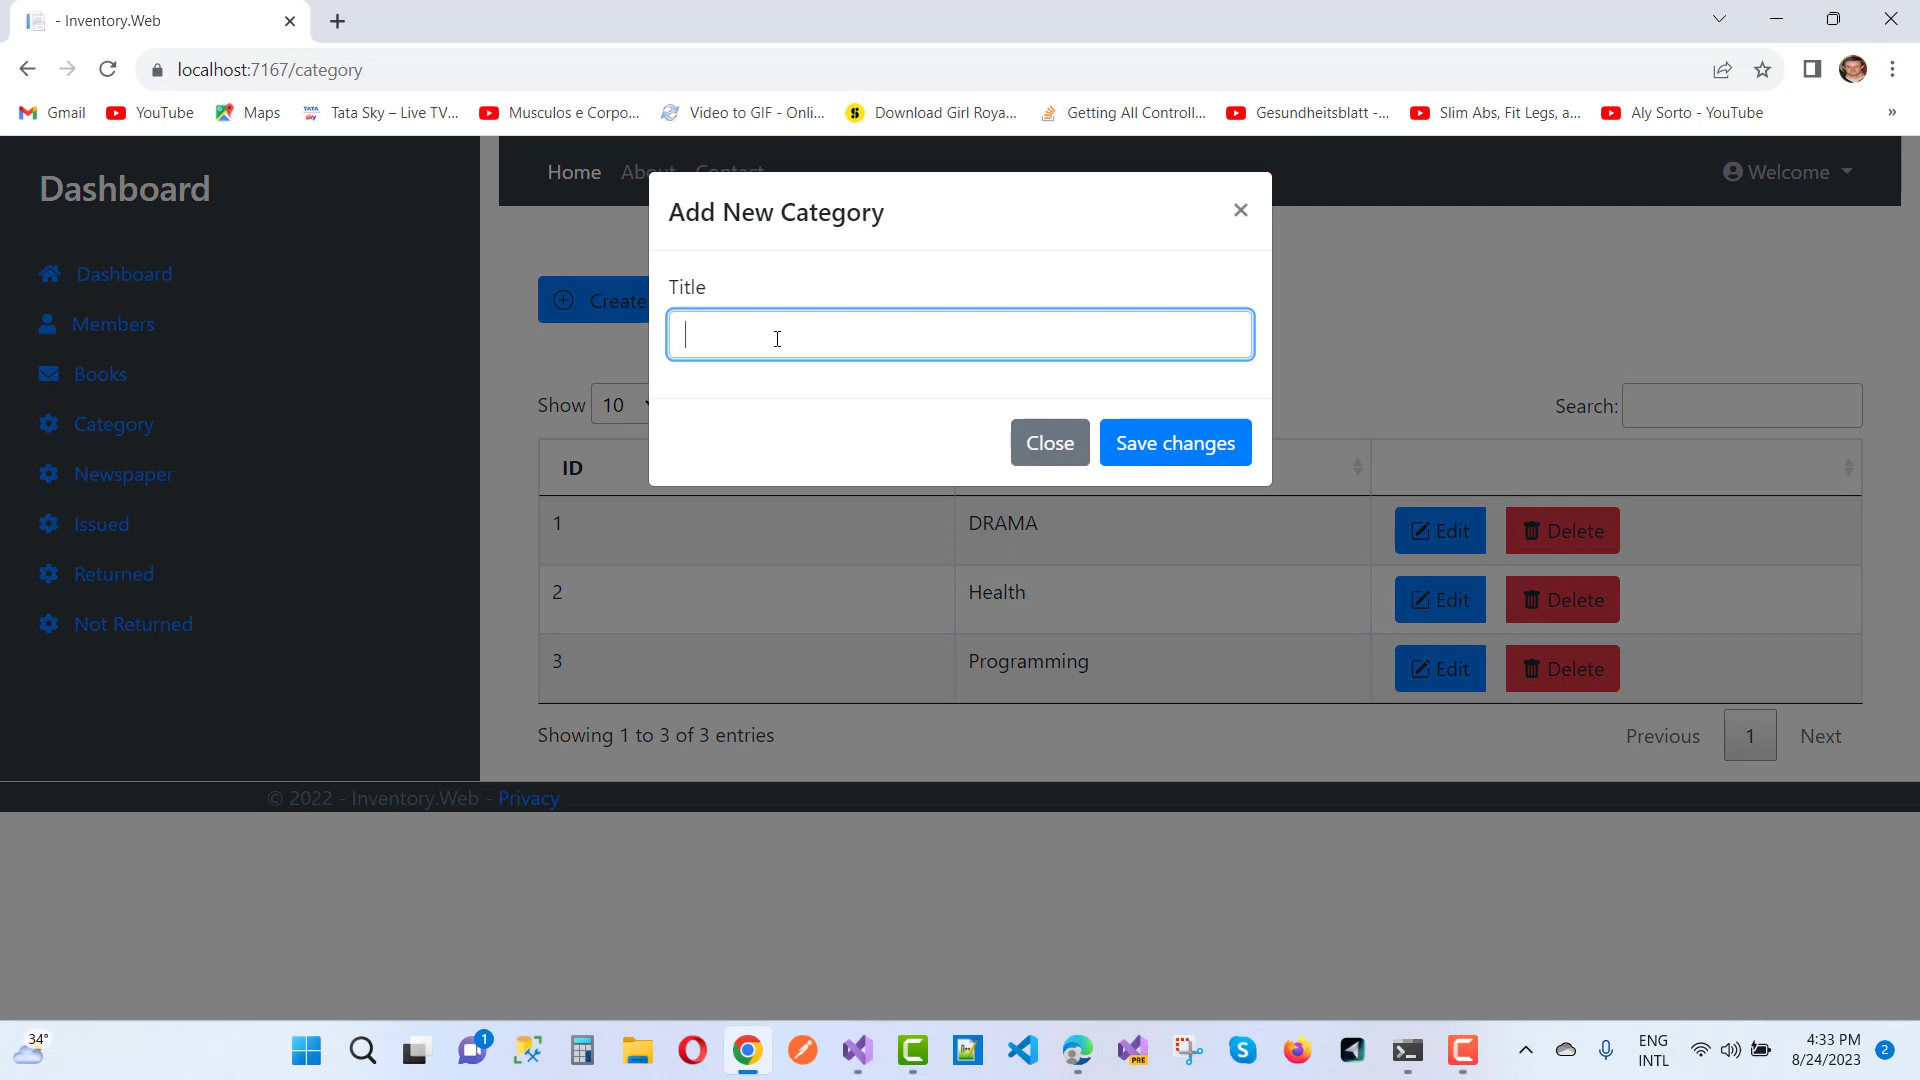 - Inventory.Web
localhost:7167/category
Gmail YouTube Maps Tata Sky – Live TV... Musculos e Corpo... Video to GIF - Onli... Download Girl Roya... Getting All Controll... Gesundheitsblatt -... Slim Abs, Fit Legs, a... Aly Sorto - YouTube »
Dashboard
Dashboard
Members
Books
Category
Newspaper
Issued
Returned
Not Returned
Home About Contact Welcome
Add New Category ×
Title
Close Save changes
Create
Show 10 Search:
ID
1 DRAMA Edit Delete
2 Health Edit Delete
3 Programming Edit Delete
Showing 1 to 3 of 3 entries Previous 1 Next
© 2022 - Inventory.Web - Privacy
34°
1
PRE
ENG
INTL
4:33 PM
8/24/2023
2